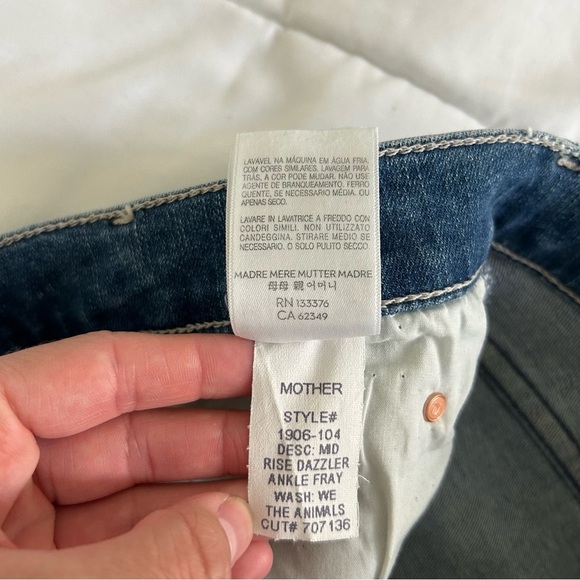 LAVÁVEL NA MÁQUINA EM ÁGUA FRIA,
COM CORES SIMILARES. LAVAGEM PARA
TRÁS, A COR PODE MUDAR. NÃO USE
AGENTE DE BRANQUEAMENTO. FERRO
QUENTE, SE NECESSARIO MÉDIA. OU
APENAS SECO.
LAVARE IN LAVATRICE A FREDDO CON
COLORI SIMILI. NON UTILIZZATO
CANDEGGINA. STIRARE MEDIO SE
NECESSARIO. O SOLO PULITO SECCO.
MADRE MERE MUTTER MADRE
母母 親 어머니
RN 133376
CA 62349
MOTHER
STYLE#
1906-104
DESC: MID
RISE DAZZLER
ANKLE FRAY
WASH: WE
THE ANIMALS
CUT# 707136